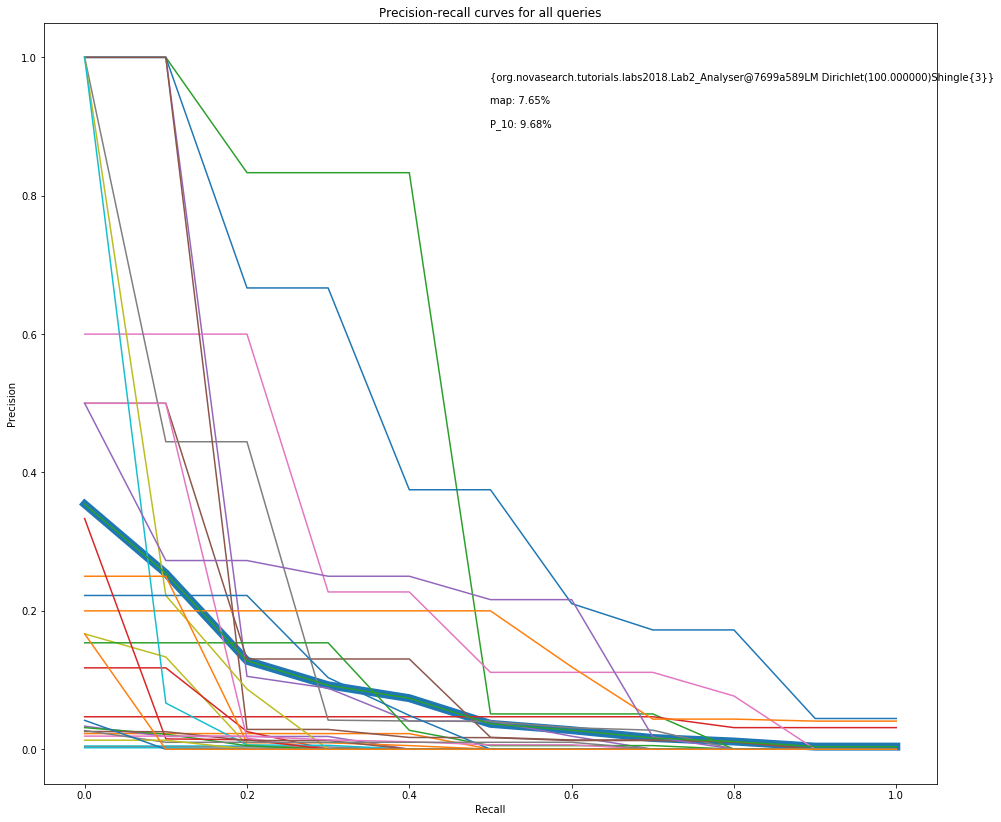 Precision-recall curves for all queries
{org.novasearch.tutorials.labs2018.Lab2_Analyser@7699a589LM Dirichlet(100.000000)Shingle{3}}
map: 7.65%
P_10: 9.68%
Precision
1.0
0.8
0.6
0.4
0.2
0.0
0.0 0.2 0.4 0.6 0.8 1.0
Recall